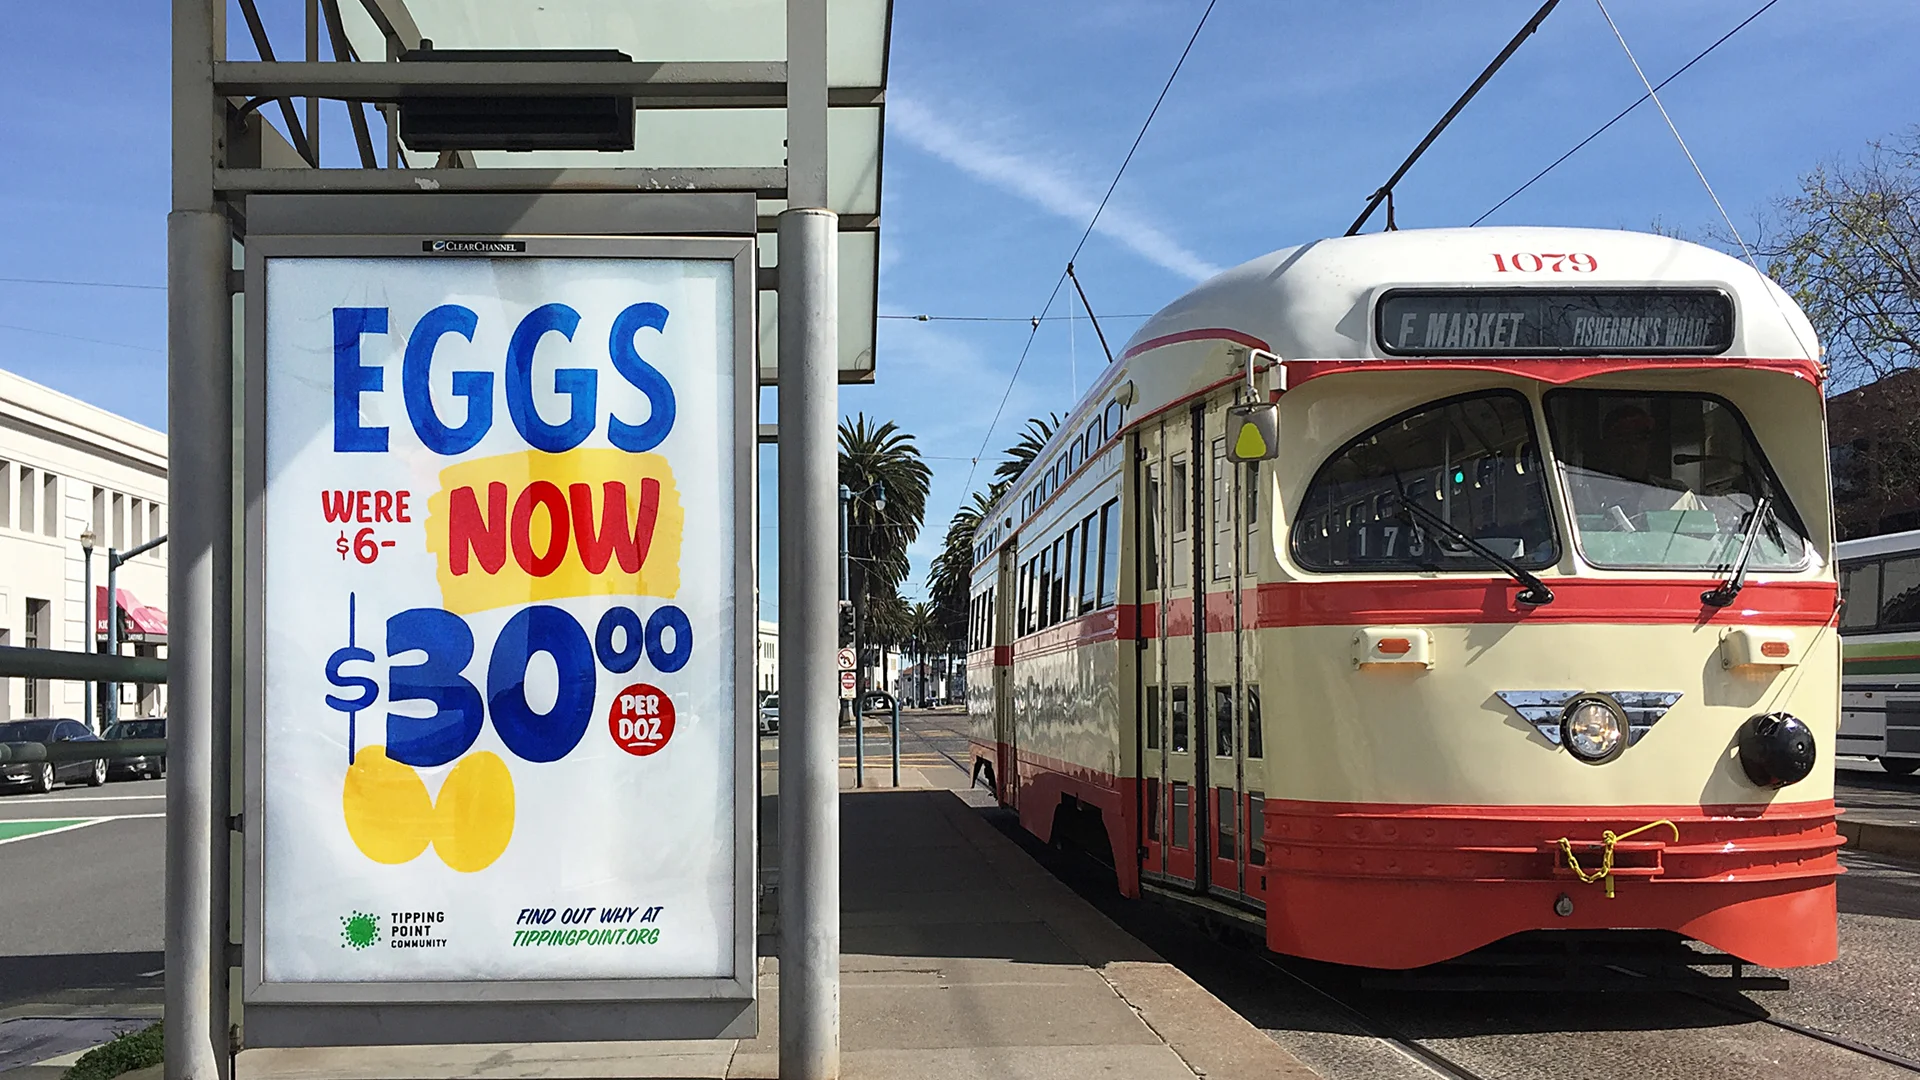 CLEARCHANNEL
EGGS
WERE
$6-
NOW
$30 00
PER
DOZ
TIPPING
POINT
COMMUNITY
FIND OUT WHY AT
TIPPINGPOINT.ORG
1079
F MARKET FISHERMAN'S WHARF